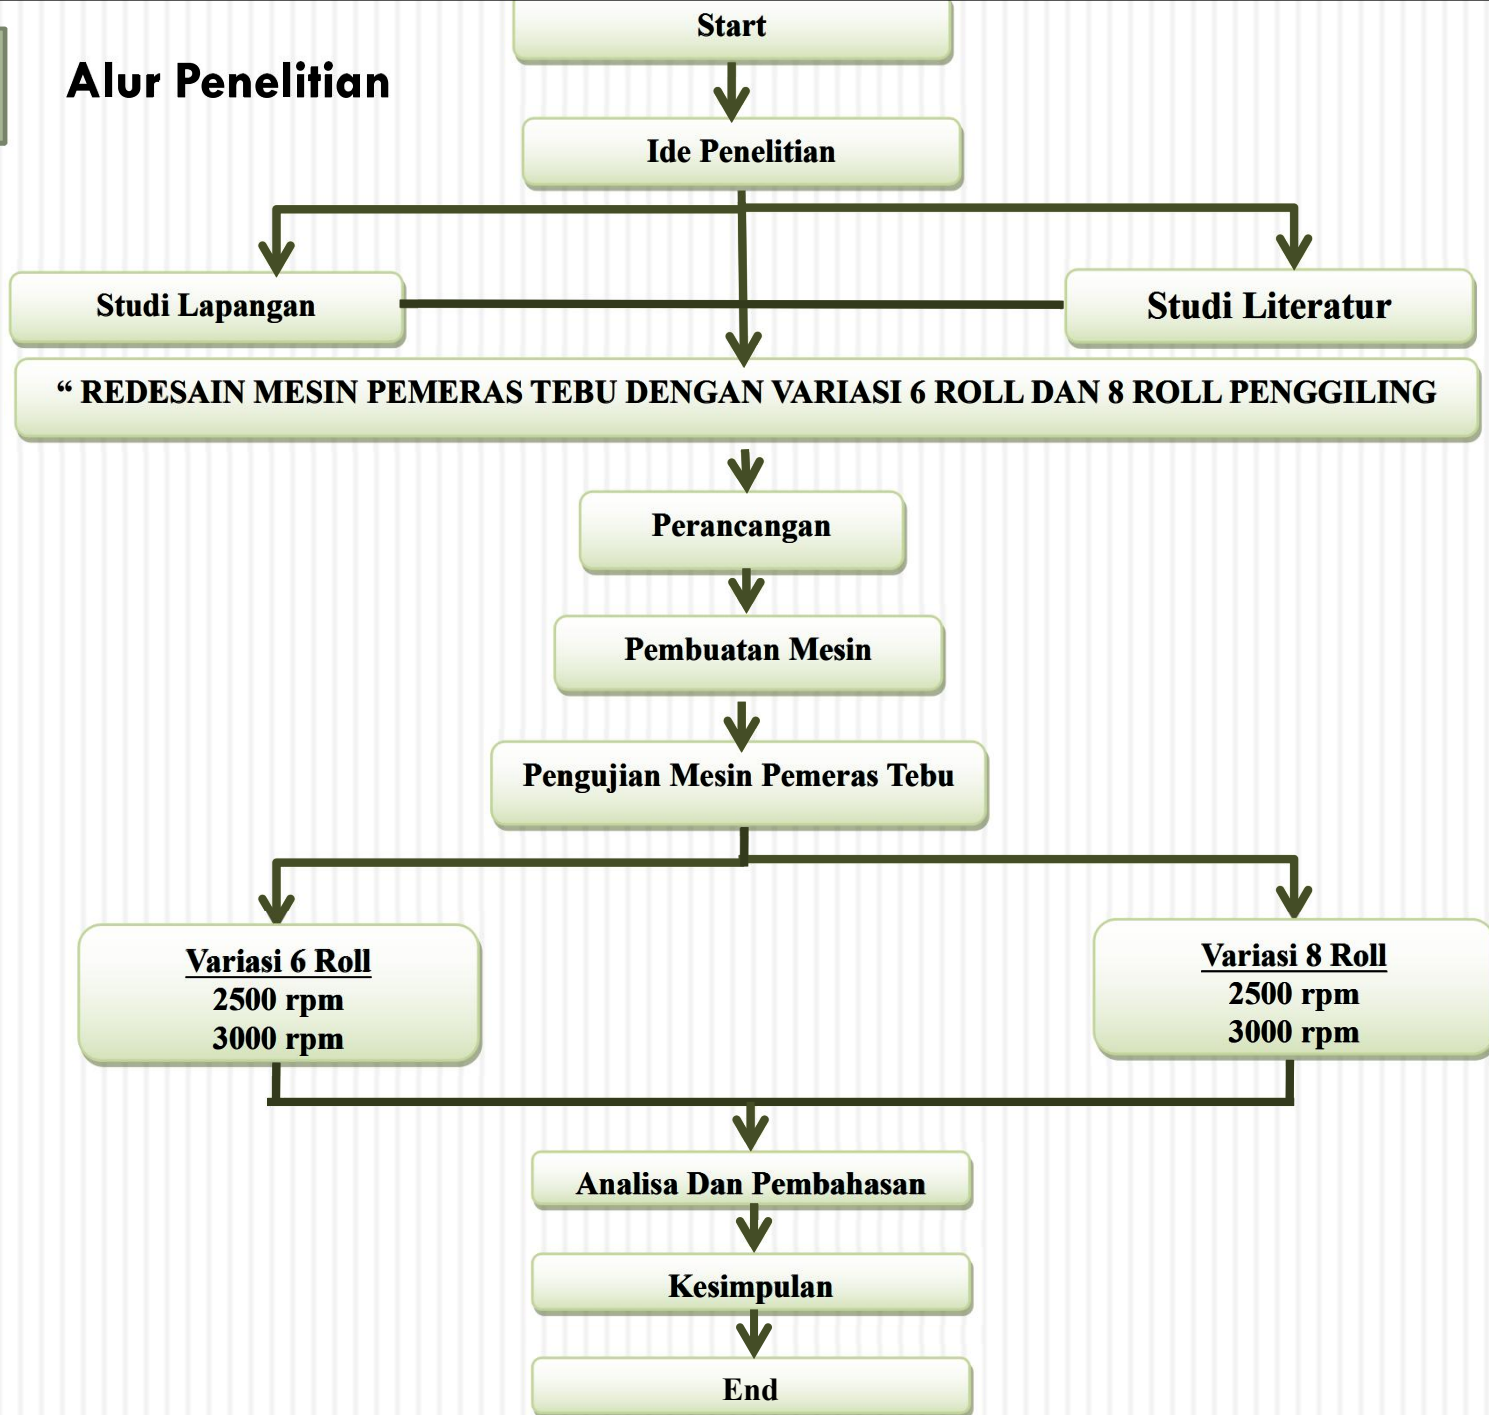 Start
Alur Penelitian
Ide Penelitian
Studi Lapangan
Studi Literatur
“ REDESAIN MESIN PEMERAS TEBU DENGAN VARIASI 6 ROLL DAN 8 ROLL PENGGILING
Perancangan
Pembuatan Mesin
Pengujian Mesin Pemeras Tebu
Variasi 6 Roll
2500 rpm
3000 rpm
Variasi 8 Roll
2500 rpm
3000 rpm
Analisa Dan Pembahasan
Kesimpulan
End